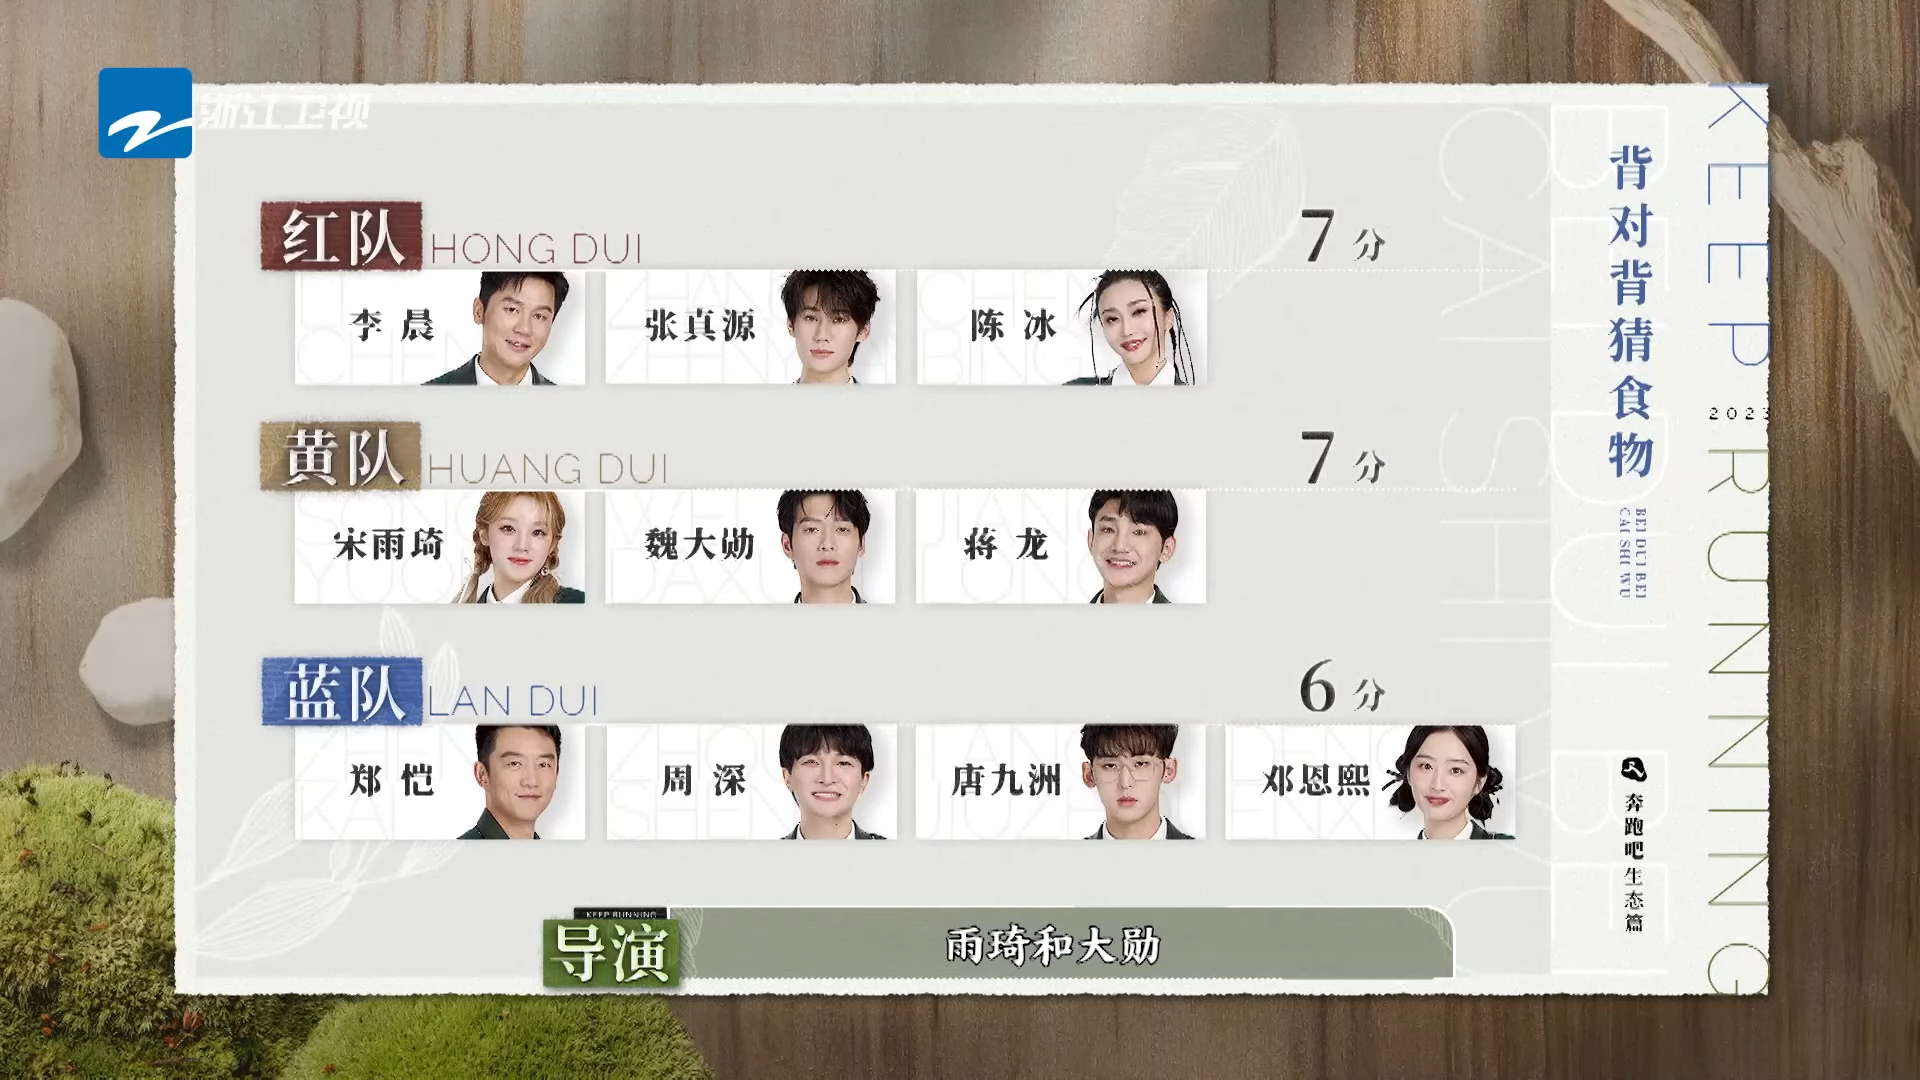 浙江卫视
红队 HONG DUI 7分
李晨 张真源 陈冰
黄队 HUANG DUI 7分
宋雨琦 魏大勋 蒋龙
蓝队 LAN DUI 6分
郑恺 周深 唐九洲 邓恩熙
KEEP RUNNING
导演 雨琦和大勋
背对背猜食物
BEI DUI BEI
CAI SHI WU
奔跑吧生态篇
KEEP 2023 RUNNING